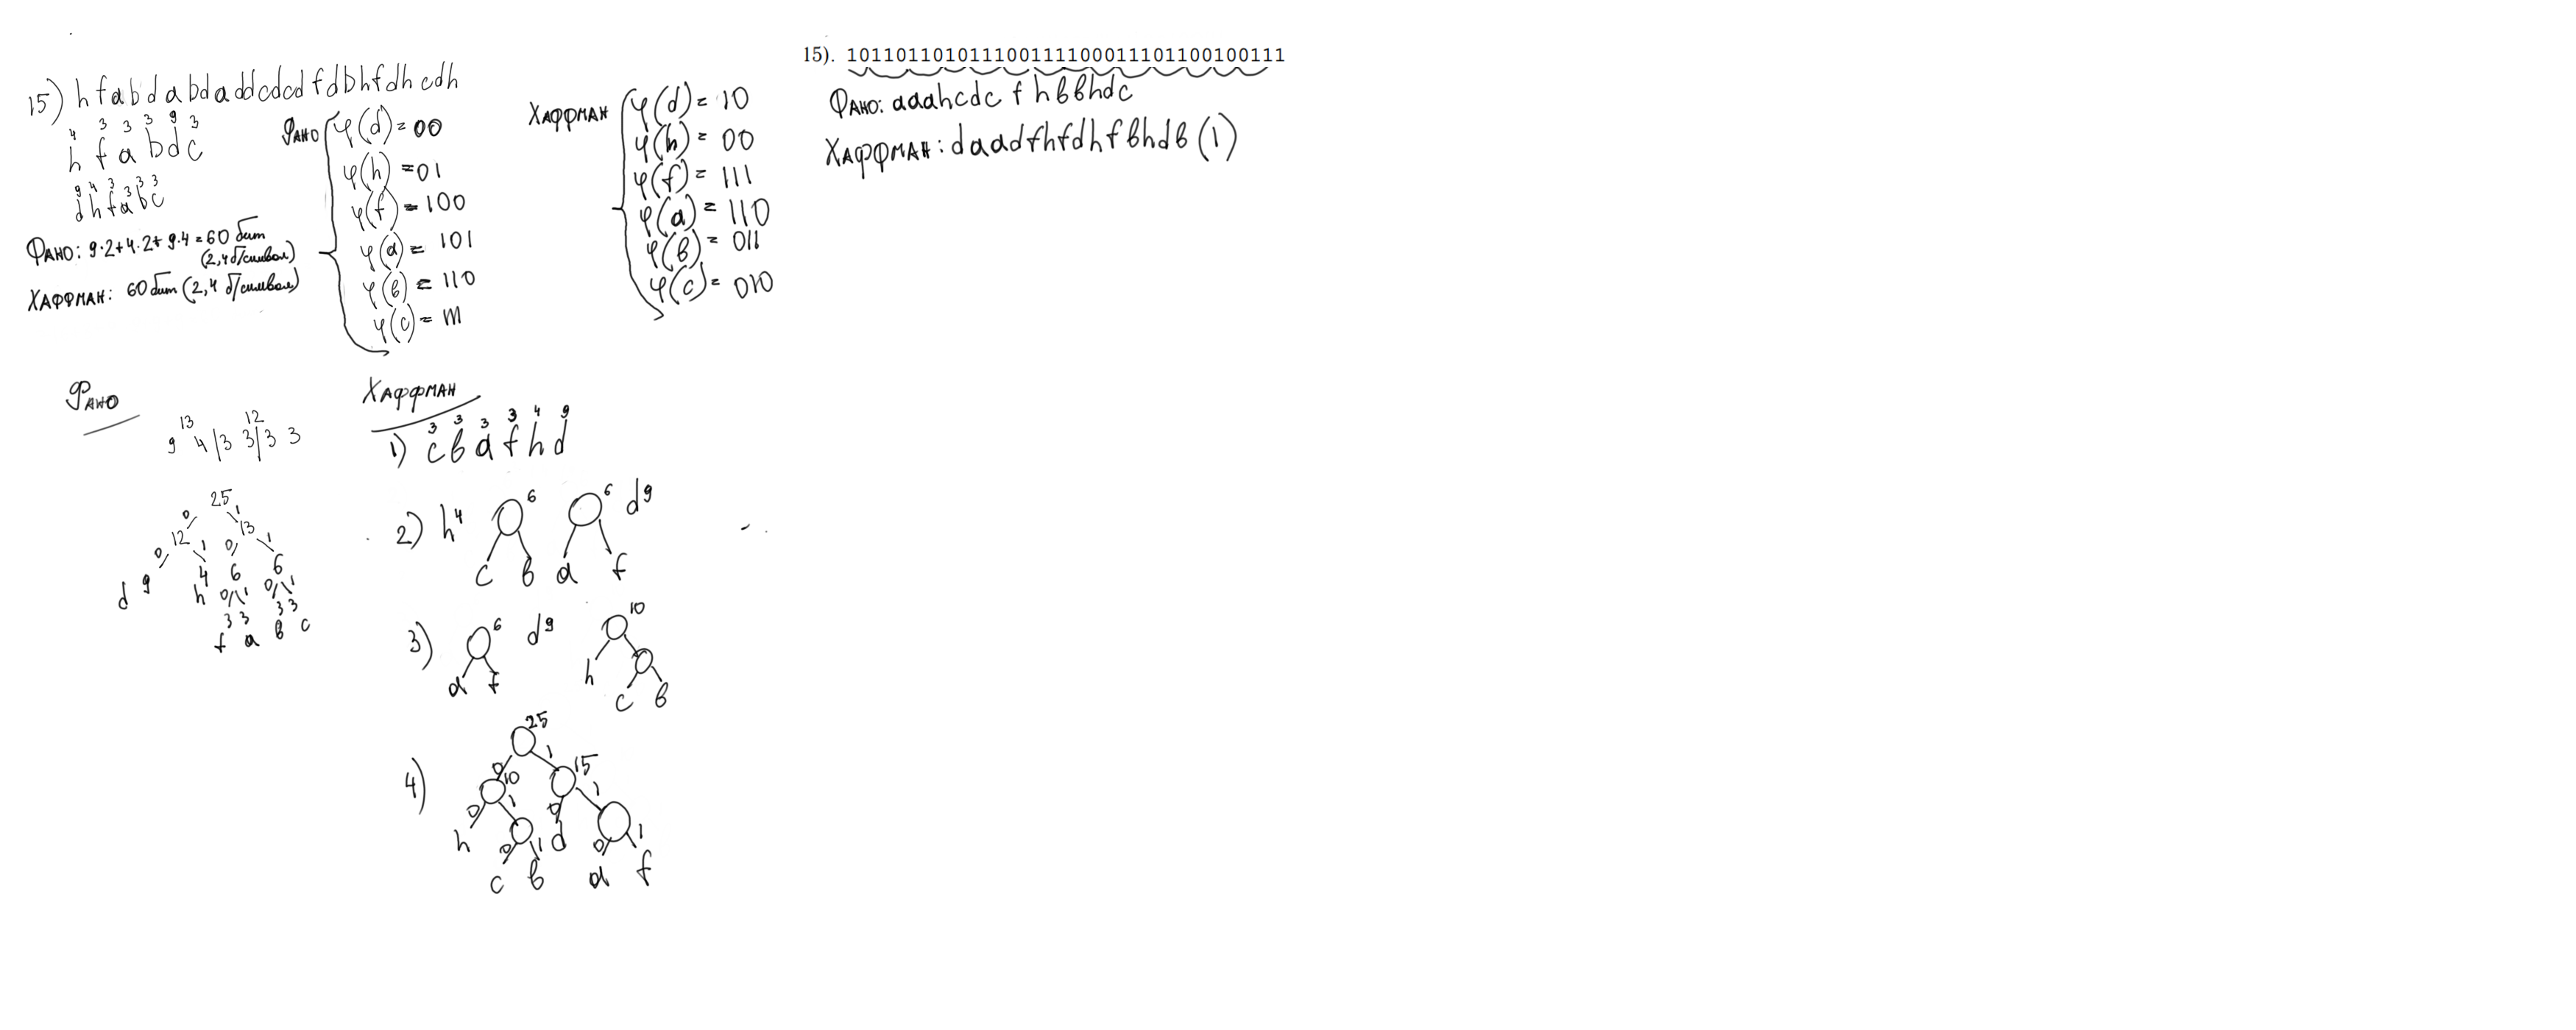 15) h f a b d a b d a d d c d c d f d b h f d h c d h
4 3 3 3 9 3
h f a b d c
9 4 3 3 3 3
d h f a b c
Фано: 9·2+4·2+9·4=60 бит
(2,4 б/символ)
Хаффман: 60 бит (2,4 б/символ)
Фано
φ(d)=00
φ(h)=01
φ(f)=100
φ(a)=101
φ(b)=110
φ(c)=111
Хаффман
φ(d)=10
φ(h)=00
φ(f)=111
φ(a)=110
φ(b)=011
φ(c)=010
15). 101101101011100111100011101100100111
Фано: aaahcdc f hbbhdc
Хаффман: daadfhfdhfbhdb(1)
Фано
13 12
9 4|3 3|3 3
25
0 1
12 13
0 1 0 1
d 9 4 6 6
h 0 1 0 1
3 3 3 3
f a b c
Хаффман
3 3 3 3 4 9
1) c b a f h d
2) h4 6 6 d9
c b a f
3) 6 d9 10
a f h
c b
4) 25
0 1
10 15
0 1 0 1
h d
0 1 0 1
c b a f